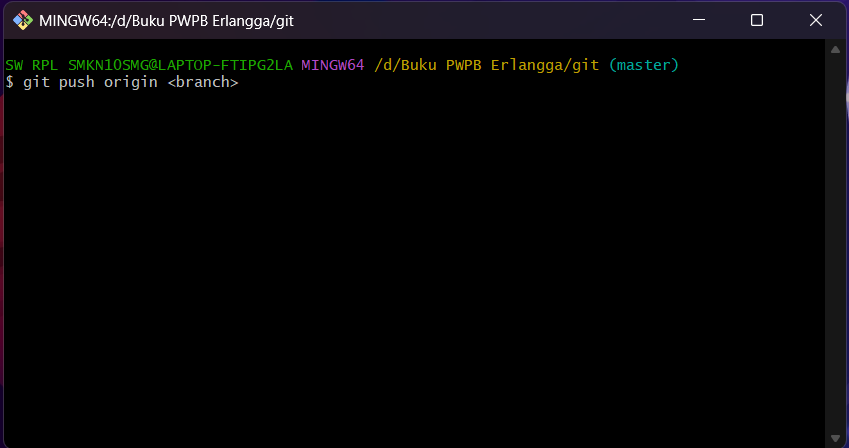 MINGW64:/d/Buku PWPB Erlangga/git
SW RPL SMKN1OSMG@LAPTOP-FTIPG2LA MINGW64 /d/Buku PWPB Erlangga/git (master)
$ git push origin <branch>